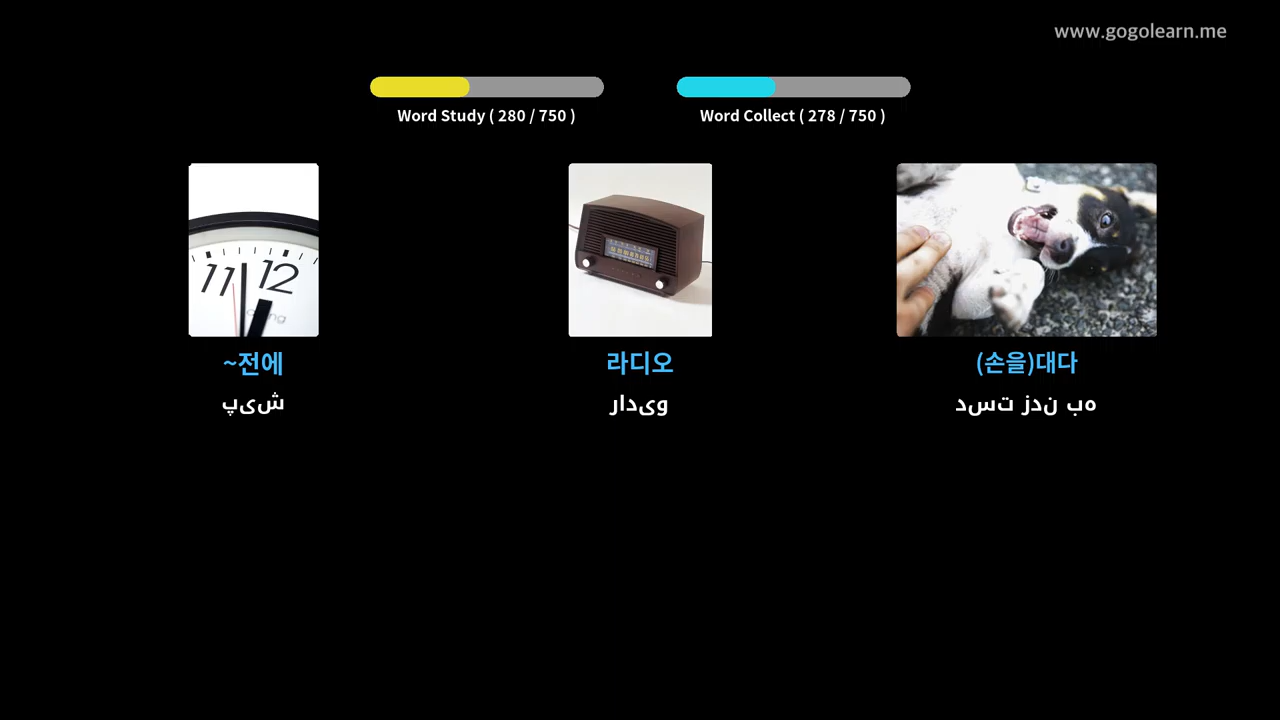 www.gogolearn.me
Word Study ( 280 / 750 )
Word Collect ( 278 / 750 )
11 12
~전에
شیپ
라디오
ویدار
(손을)대다
هب ندز تسد